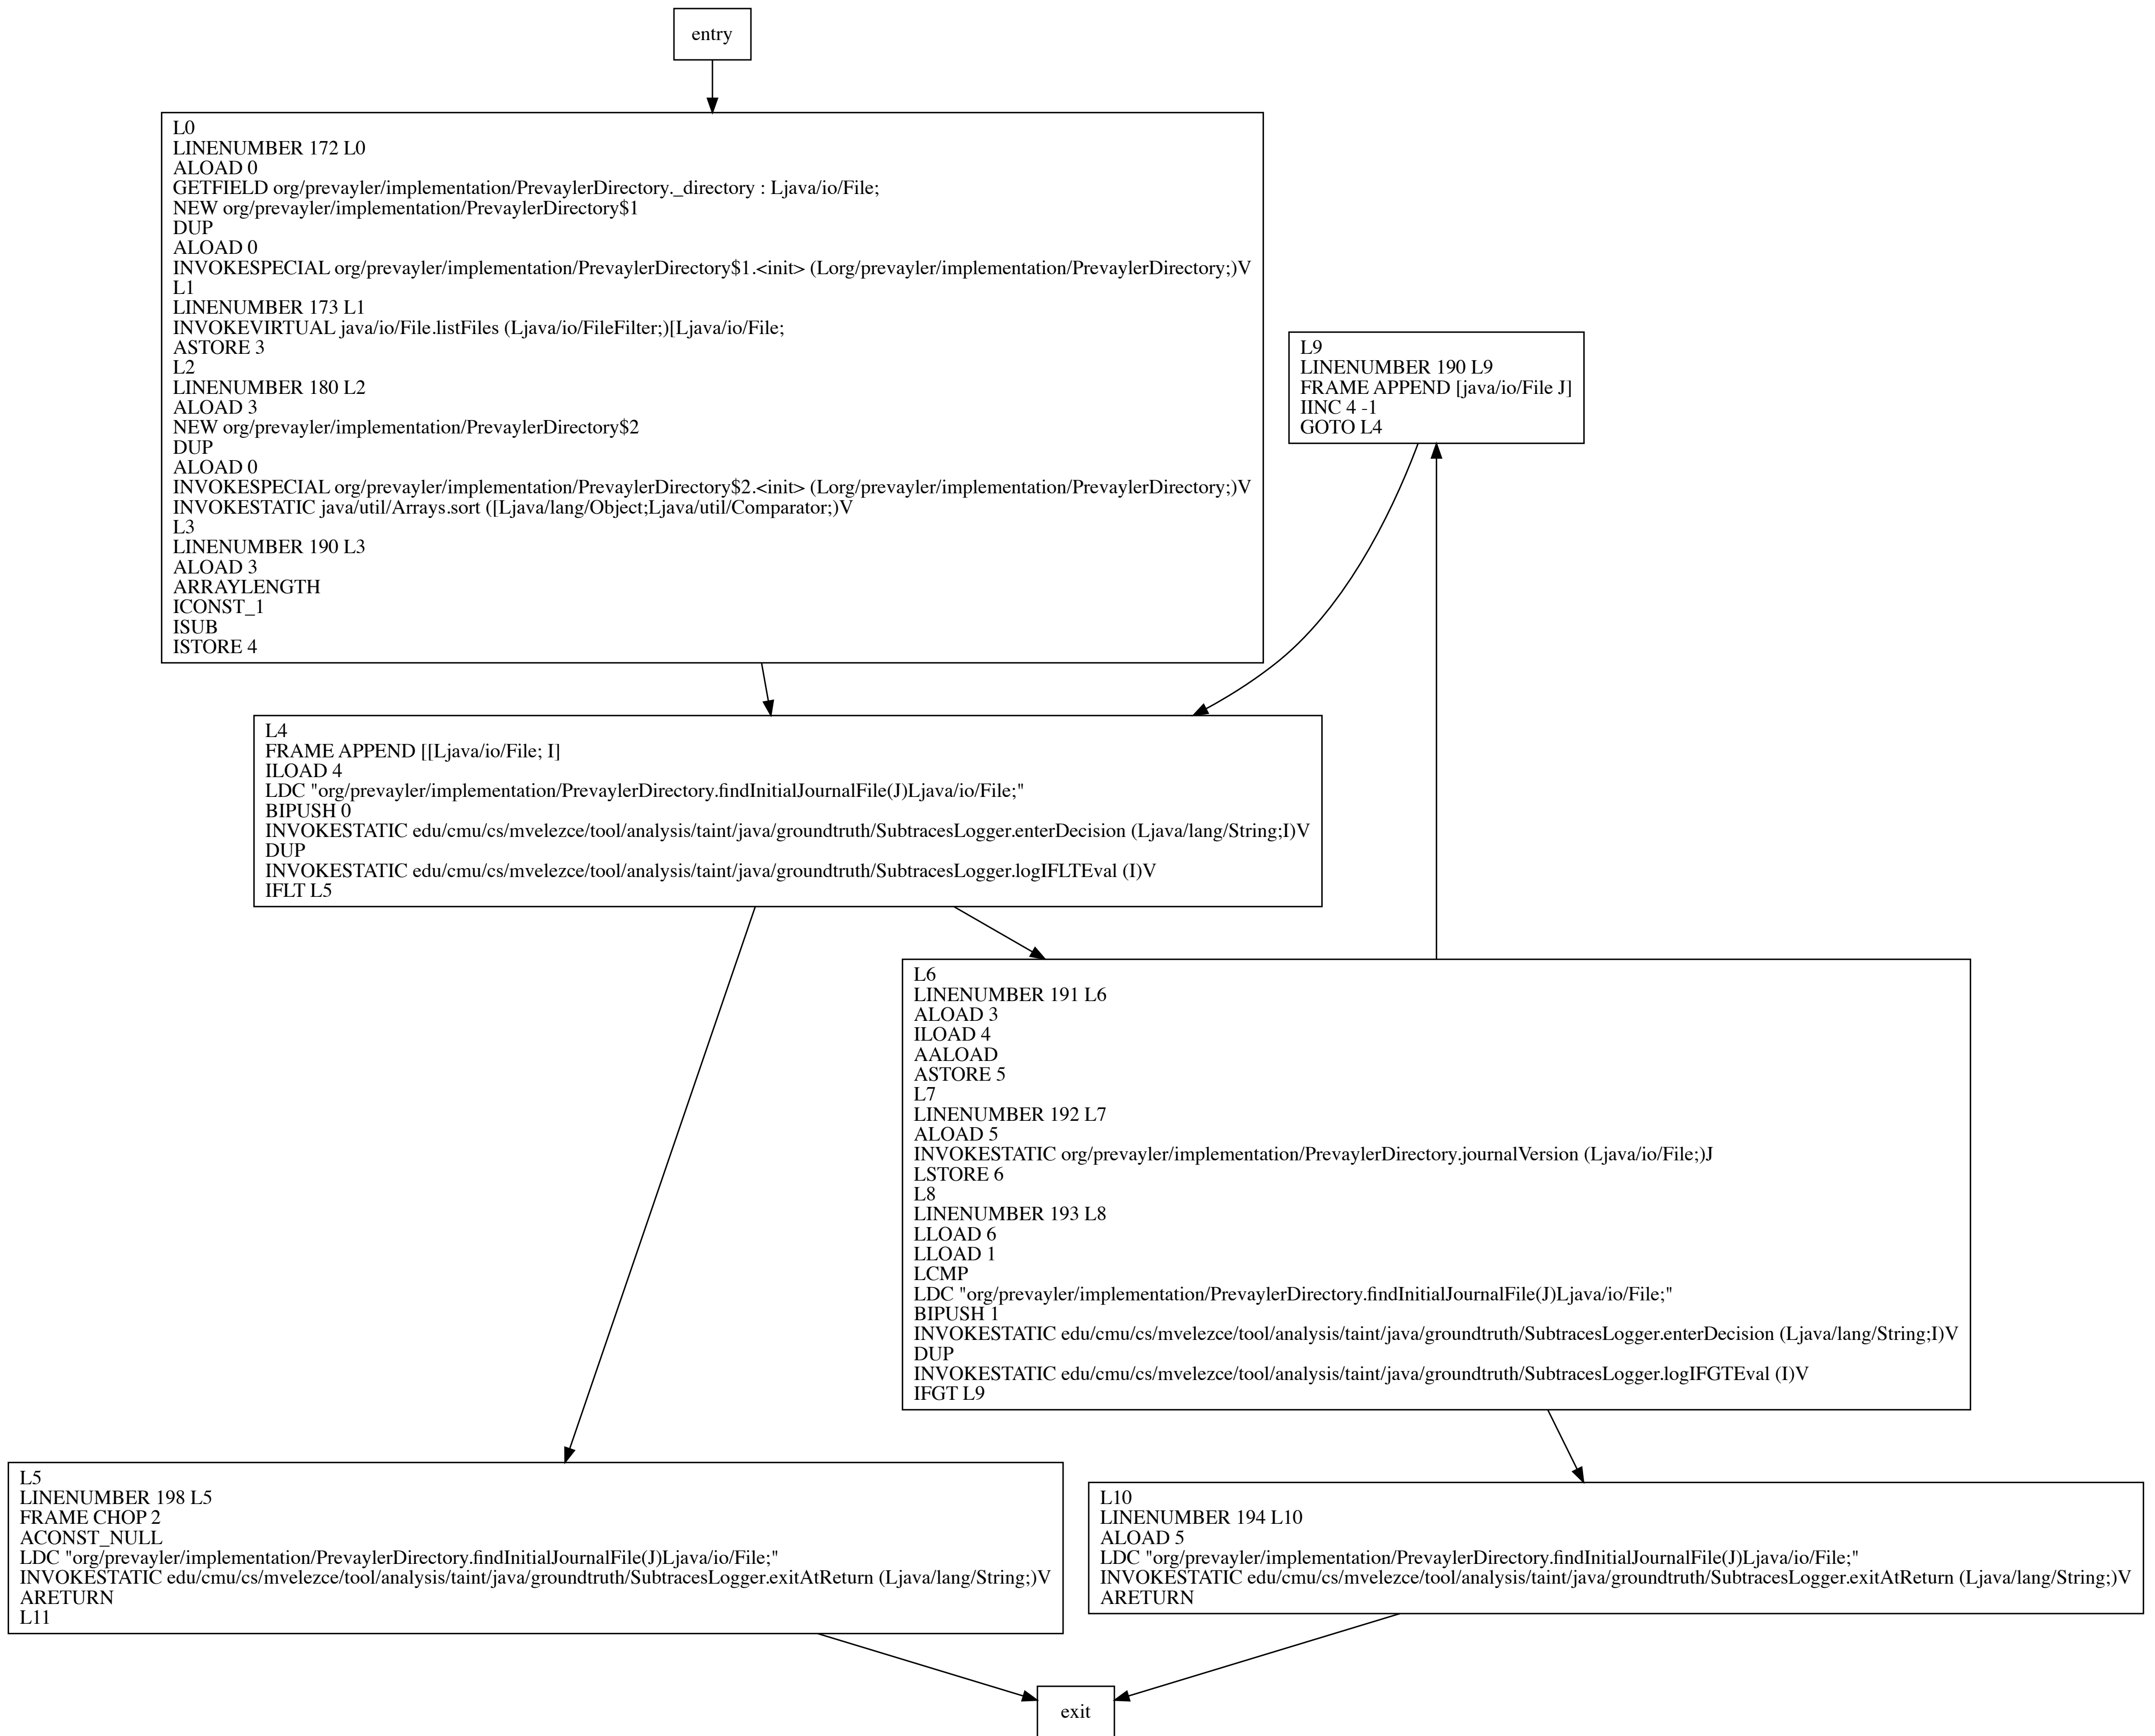 entry
L0
LINENUMBER 172 L0
ALOAD 0
GETFIELD org/prevayler/implementation/PrevaylerDirectory._directory : Ljava/io/File;
NEW org/prevayler/implementation/PrevaylerDirectory$1
DUP
ALOAD 0
INVOKESPECIAL org/prevayler/implementation/PrevaylerDirectory$1.<init> (Lorg/prevayler/implementation/PrevaylerDirectory;)V
L1
LINENUMBER 173 L1
INVOKEVIRTUAL java/io/File.listFiles (Ljava/io/FileFilter;)[Ljava/io/File;
ASTORE 3
L2
LINENUMBER 180 L2
ALOAD 3
NEW org/prevayler/implementation/PrevaylerDirectory$2
DUP
ALOAD 0
INVOKESPECIAL org/prevayler/implementation/PrevaylerDirectory$2.<init> (Lorg/prevayler/implementation/PrevaylerDirectory;)V
INVOKESTATIC java/util/Arrays.sort ([Ljava/lang/Object;Ljava/util/Comparator;)V
L3
LINENUMBER 190 L3
ALOAD 3
ARRAYLENGTH
ICONST_1
ISUB
ISTORE 4
L9
LINENUMBER 190 L9
FRAME APPEND [java/io/File J]
IINC 4 -1
GOTO L4
L4
FRAME APPEND [[Ljava/io/File; I]
ILOAD 4
LDC "org/prevayler/implementation/PrevaylerDirectory.findInitialJournalFile(J)Ljava/io/File;"
BIPUSH 0
INVOKESTATIC edu/cmu/cs/mvelezce/tool/analysis/taint/java/groundtruth/SubtracesLogger.enterDecision (Ljava/lang/String;I)V
DUP
INVOKESTATIC edu/cmu/cs/mvelezce/tool/analysis/taint/java/groundtruth/SubtracesLogger.logIFLTEval (I)V
IFLT L5
L6
LINENUMBER 191 L6
ALOAD 3
ILOAD 4
AALOAD
ASTORE 5
L7
LINENUMBER 192 L7
ALOAD 5
INVOKESTATIC org/prevayler/implementation/PrevaylerDirectory.journalVersion (Ljava/io/File;)J
LSTORE 6
L8
LINENUMBER 193 L8
LLOAD 6
LLOAD 1
LCMP
LDC "org/prevayler/implementation/PrevaylerDirectory.findInitialJournalFile(J)Ljava/io/File;"
BIPUSH 1
INVOKESTATIC edu/cmu/cs/mvelezce/tool/analysis/taint/java/groundtruth/SubtracesLogger.enterDecision (Ljava/lang/String;I)V
DUP
INVOKESTATIC edu/cmu/cs/mvelezce/tool/analysis/taint/java/groundtruth/SubtracesLogger.logIFGTEval (I)V
IFGT L9
L5
LINENUMBER 198 L5
FRAME CHOP 2
ACONST_NULL
LDC "org/prevayler/implementation/PrevaylerDirectory.findInitialJournalFile(J)Ljava/io/File;"
INVOKESTATIC edu/cmu/cs/mvelezce/tool/analysis/taint/java/groundtruth/SubtracesLogger.exitAtReturn (Ljava/lang/String;)V
ARETURN
L11
L10
LINENUMBER 194 L10
ALOAD 5
LDC "org/prevayler/implementation/PrevaylerDirectory.findInitialJournalFile(J)Ljava/io/File;"
INVOKESTATIC edu/cmu/cs/mvelezce/tool/analysis/taint/java/groundtruth/SubtracesLogger.exitAtReturn (Ljava/lang/String;)V
ARETURN
exit